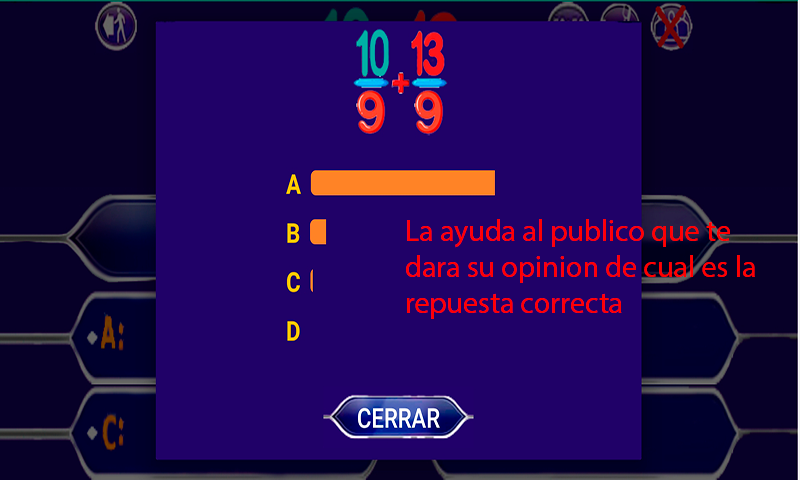 10 13
+
9 9
A
B
La ayuda al publico que te
dara su opinion de cual es la
C
repuesta correcta
D
A:
C:
CERRAR